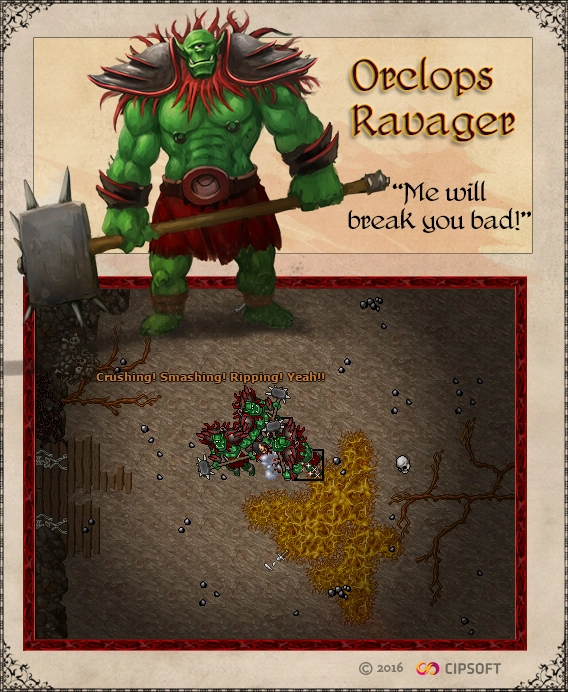 Orclops
Ravager
“Me will
break you bad!”
Crushing! Smashing! Ripping! Yeah!!
© 2016 CIPSOFT